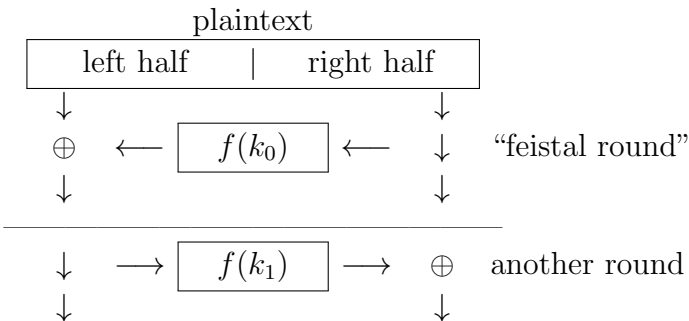 plaintext
left half | right half
↓ ↓
⊕ ← f(k₀) ← ↓ “feistal round”
↓ ↓
↓ → f(k₁) → ⊕ another round
↓ ↓